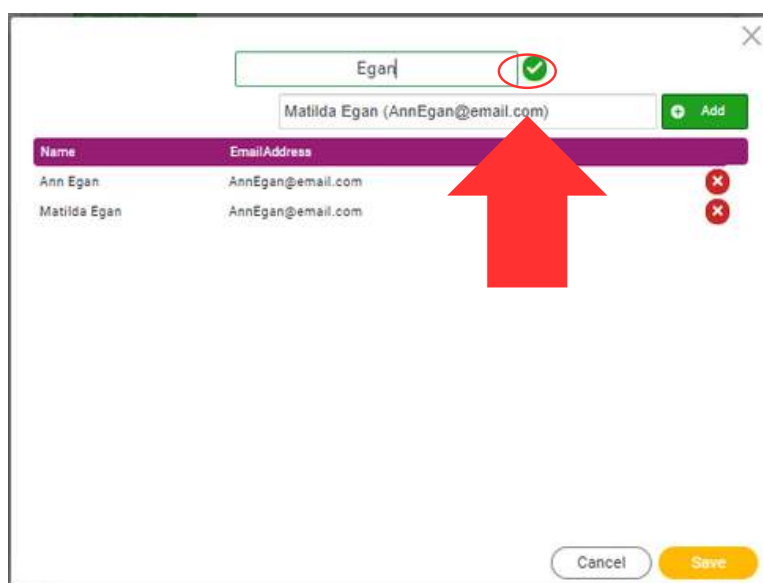 Egan
Matilda Egan (AnnEgan@email.com)
Add
Name EmailAddress
Ann Egan AnnEgan@email.com
Matilda Egan AnnEgan@email.com
Cancel Save